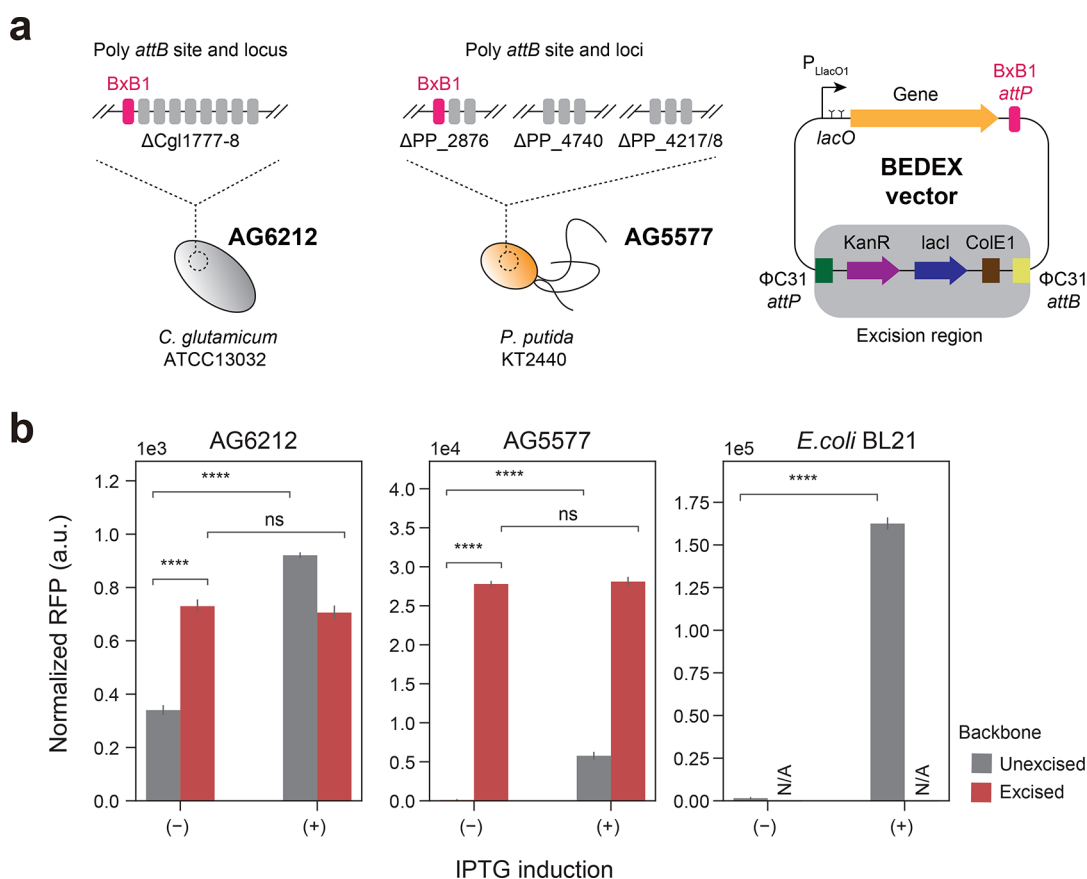 a
Poly attB site and locus
BxB1
ΔCgl1777-8
AG6212
C. glutamicum
ATCC13032
Poly attB site and loci
BxB1
ΔPP_2876
ΔPP_4740
ΔPP_4217/8
AG5577
P. putida
KT2440
PLlacO1
Gene
BxB1
attP
lacO
BEDEX
vector
KanR
lacI
ColE1
ΦC31
attP
ΦC31
attB
Excision region
b
Normalized RFP (a.u.)
AG6212
1e3
1.2
1.0
0.8
0.6
0.4
0.2
0.0
****
ns
****
(−)
(+)
AG5577
1e4
4.0
3.5
3.0
2.5
2.0
1.5
1.0
0.5
0.0
****
ns
****
(−)
(+)
E.coli BL21
1e5
1.75
1.50
1.25
1.00
1.75
0.50
0.25
0.00
****
N/A
N/A
(−)
(+)
IPTG induction
Backbone
Unexcised
Excised